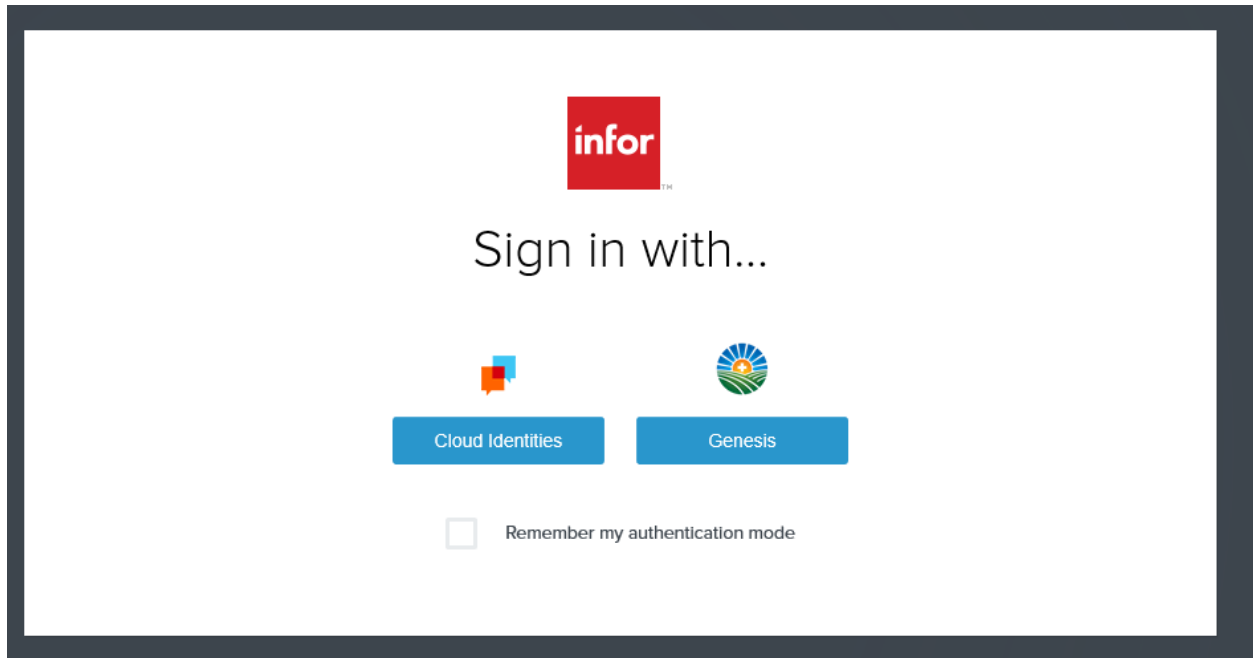 infor
TM
Sign in with...
Cloud Identities
Genesis
Remember my authentication mode